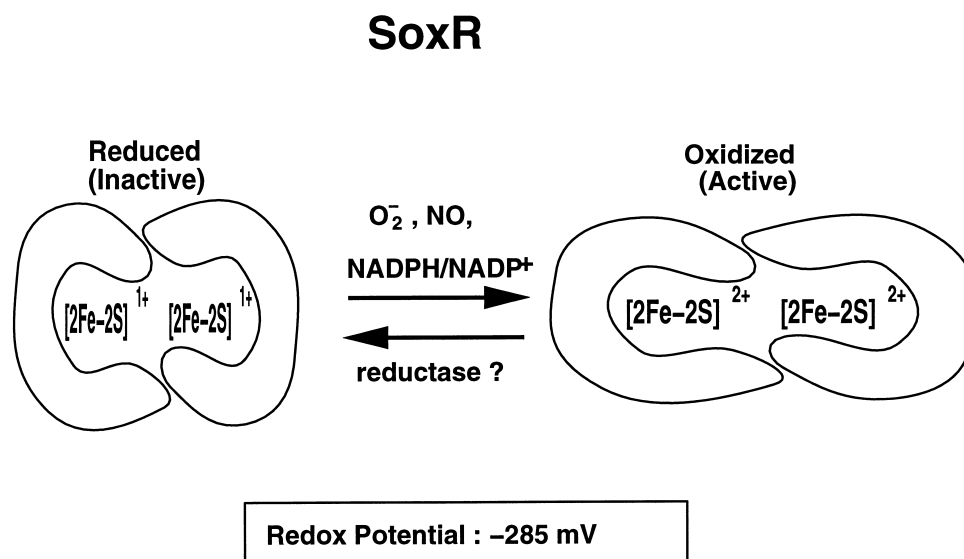 SoxR
Reduced
(Inactive)
Oxidized
(Active)
O₂⁻ , NO,
NADPH/NADP⁺
[2Fe–2S]¹⁺ [2Fe–2S]¹⁺
[2Fe–2S]²⁺ [2Fe–2S]²⁺
reductase ?
Redox Potential : –285 mV